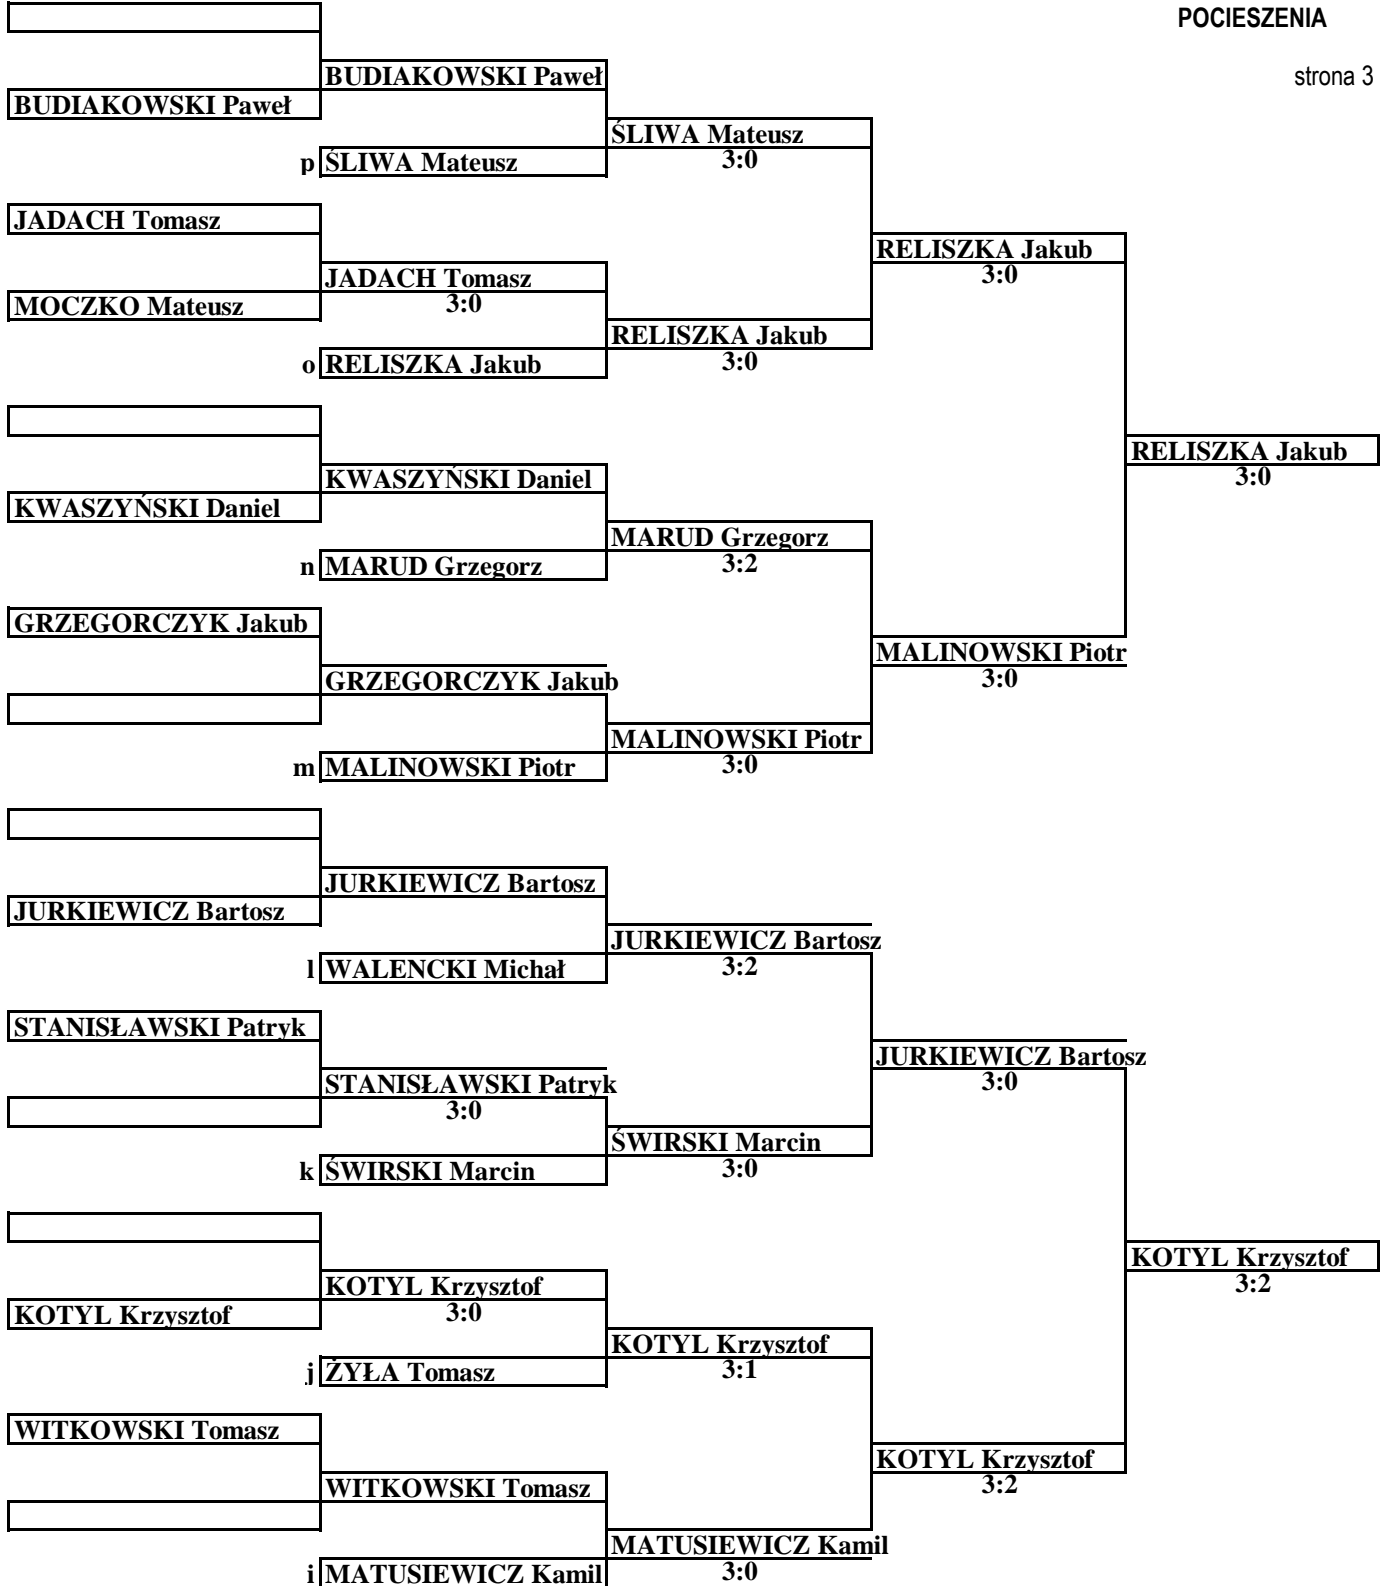 POCIESZENIA
BUDIAKOWSKI Paweł
strona 3
BUDIAKOWSKI Paweł
ŚLIWA Mateusz
p ŚLIWA Mateusz
3:0
JADACH Tomasz
RELISZKA Jakub
JADACH Tomasz
3:0
MOCZKO Mateusz
3:0
RELISZKA Jakub
o RELISZKA Jakub
3:0
RELISZKA Jakub
KWASZYŃSKI Daniel
3:0
KWASZYŃSKI Daniel
MARUD Grzegorz
n MARUD Grzegorz
3:2
GRZEGORCZYK Jakub
MALINOWSKI Piotr
GRZEGORCZYK Jakub
3:0
MALINOWSKI Piotr
m MALINOWSKI Piotr
3:0
JURKIEWICZ Bartosz
JURKIEWICZ Bartosz
JURKIEWICZ Bartosz
l WALENCKI Michał
3:2
STANISŁAWSKI Patryk
JURKIEWICZ Bartosz
STANISŁAWSKI Patryk
3:0
3:0
ŚWIRSKI Marcin
k ŚWIRSKI Marcin
3:0
KOTYL Krzysztof
KOTYL Krzysztof
3:2
KOTYL Krzysztof
3:0
KOTYL Krzysztof
j ŻYŁA Tomasz
3:1
WITKOWSKI Tomasz
KOTYL Krzysztof
WITKOWSKI Tomasz
3:2
MATUSIEWICZ Kamil
i MATUSIEWICZ Kamil
3:0